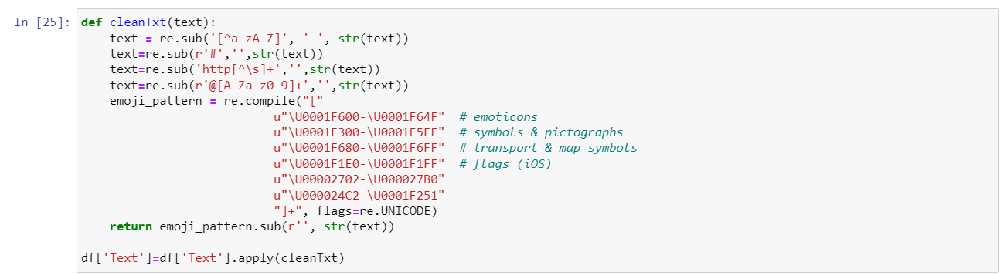 In [25]: def cleanTxt(text):
    text = re.sub('[^a-zA-Z]', ' ', str(text))
    text=re.sub(r'#','',str(text))
    text=re.sub('http[^\s]+','',str(text))
    text=re.sub(r'@[A-Za-z0-9]+','',str(text))
    emoji_pattern = re.compile("["
                           u"\U0001F600-\U0001F64F"  # emoticons
                           u"\U0001F300-\U0001F5FF"  # symbols & pictographs
                           u"\U0001F680-\U0001F6FF"  # transport & map symbols
                           u"\U0001F1E0-\U0001F1FF"  # flags (iOS)
                           u"\U00002702-\U000027B0"
                           u"\U000024C2-\U0001F251"
                           "]+", flags=re.UNICODE)
    return emoji_pattern.sub(r'', str(text))
df['Text']=df['Text'].apply(cleanTxt)